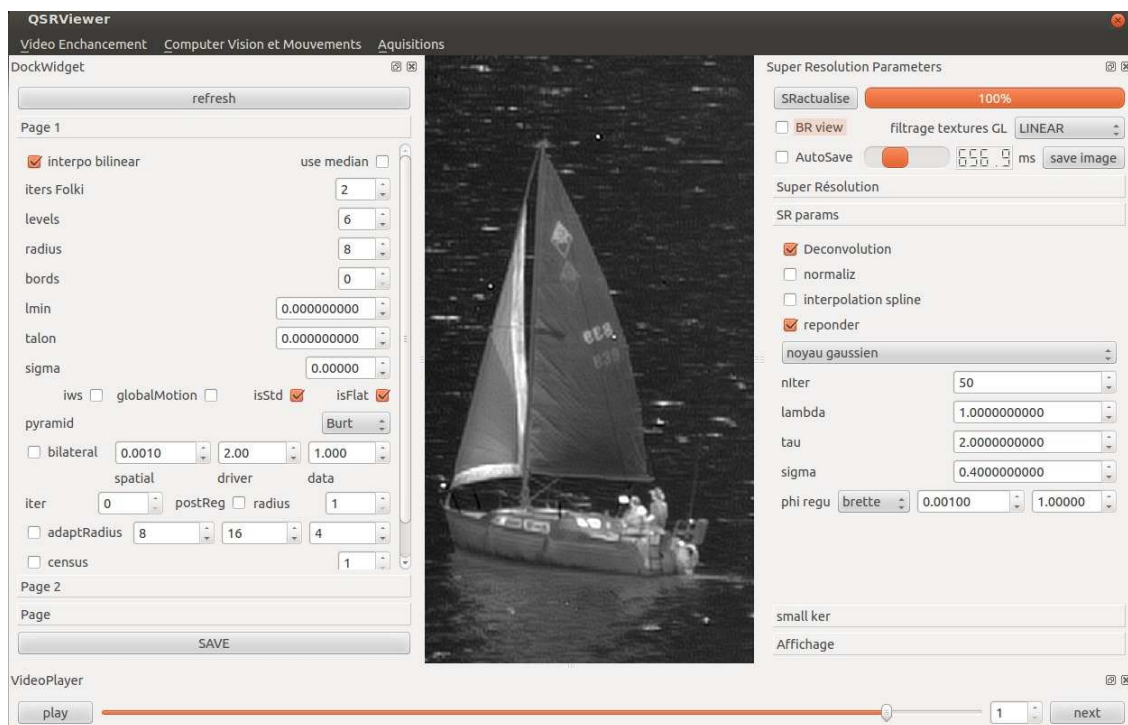 QSRViewer
Video Enchancement Computer Vision et Mouvements Aquisitions
DockWidget
refresh
Page 1
interpo bilinear use median
iters Folki 2
levels 6
radius 8
bords 0
lmin 0.000000000
talon 0.000000000
sigma 0.00000
iws globalMotion isStd isFlat
pyramid Burt
bilateral 0.0010 2.00 1.000
spatial driver data
iter 0 postReg radius 1
adaptRadius 8 16 4
census 1
Page 2
Page
SAVE
Super Resolution Parameters
SRactualise 100%
BR view filtrage textures GL LINEAR
AutoSave 656.9 ms save image
Super Résolution
SR params
Deconvolution
normaliz
interpolation spline
reponder
noyau gaussien
nIter 50
lambda 1.0000000000
tau 2.0000000000
sigma 0.4000000000
phi regu brette 0.00100 1.00000
small ker
Affichage
VideoPlayer
play 1 next